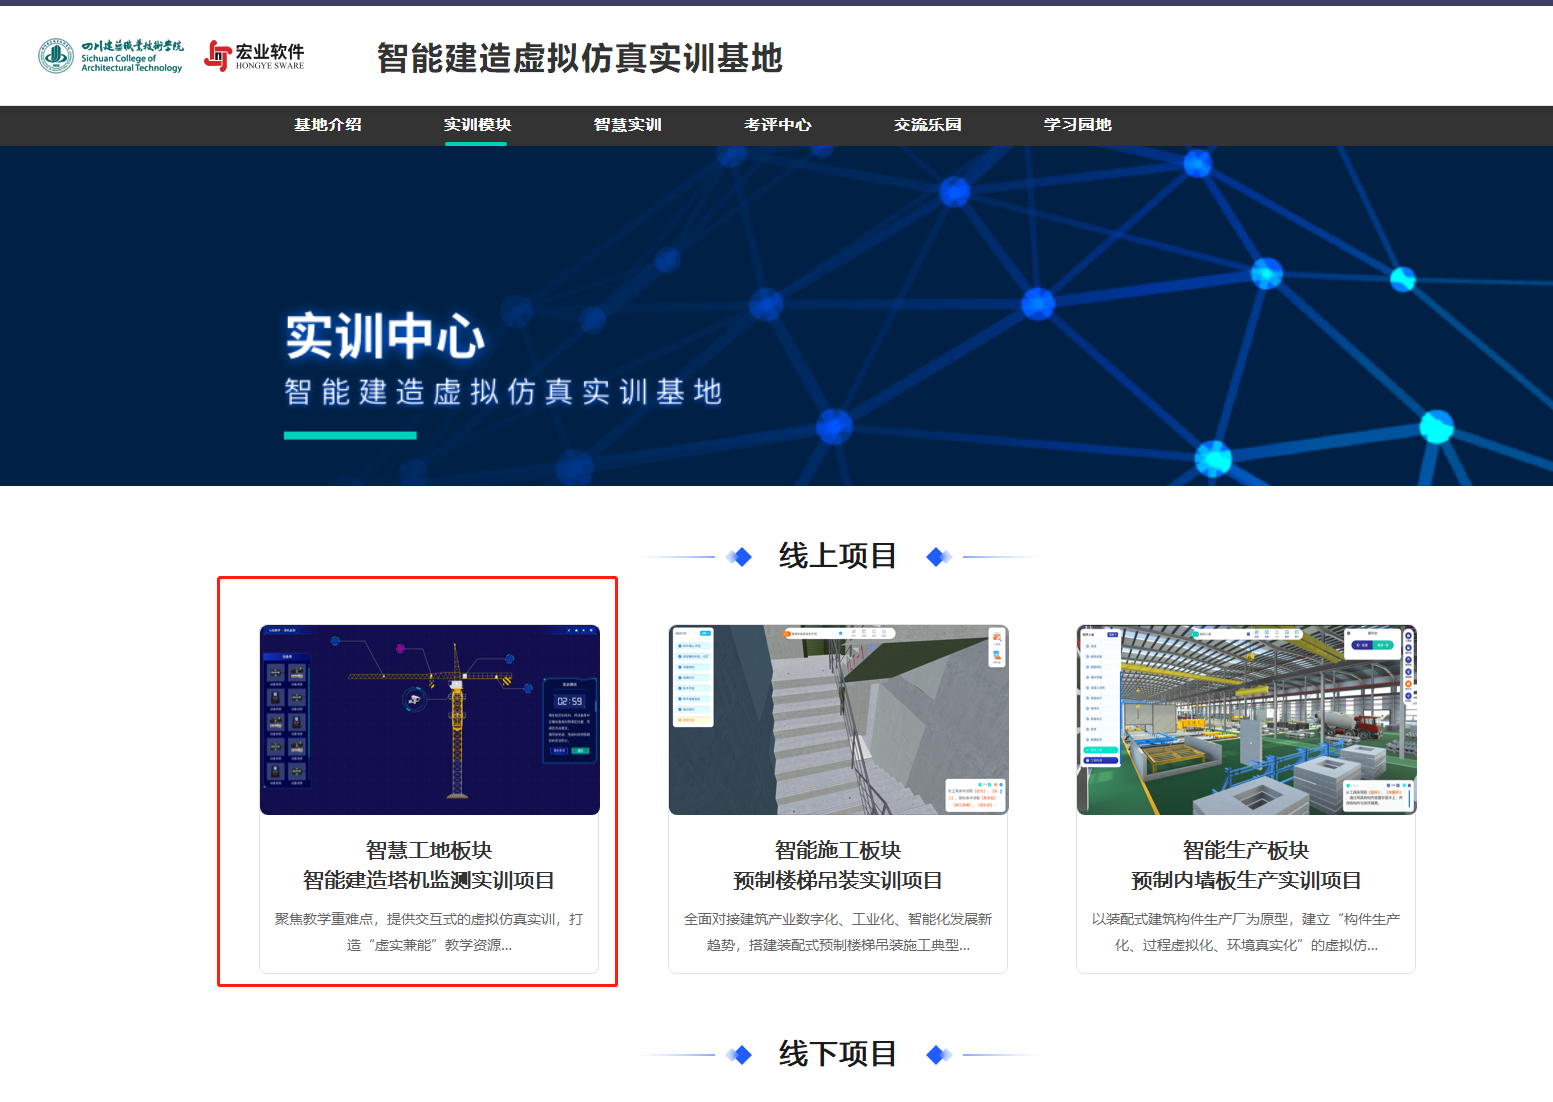 四川建筑职业技术学院
Sichuan College of
Architectural Technology
宏业软件
HONGYE SWARE
智能建造虚拟仿真实训基地
基地介绍 实训模块 智慧实训 考评中心 交流乐园 学习园地
实训中心
智能建造虚拟仿真实训基地
线上项目
02:59
智慧工地板块
智能建造塔机监测实训项目
聚焦教学重难点，提供交互式的虚拟仿真实训，打
造“虚实兼能”教学资源...
智能施工板块
预制楼梯吊装实训项目
全面对接建筑产业数字化、工业化、智能化发展新
趋势，搭建装配式预制楼梯吊装施工典型...
智能生产板块
预制内墙板生产实训项目
以装配式建筑构件生产厂为原型，建立“构件生产
化、过程虚拟化、环境真实化”的虚拟仿...
线下项目